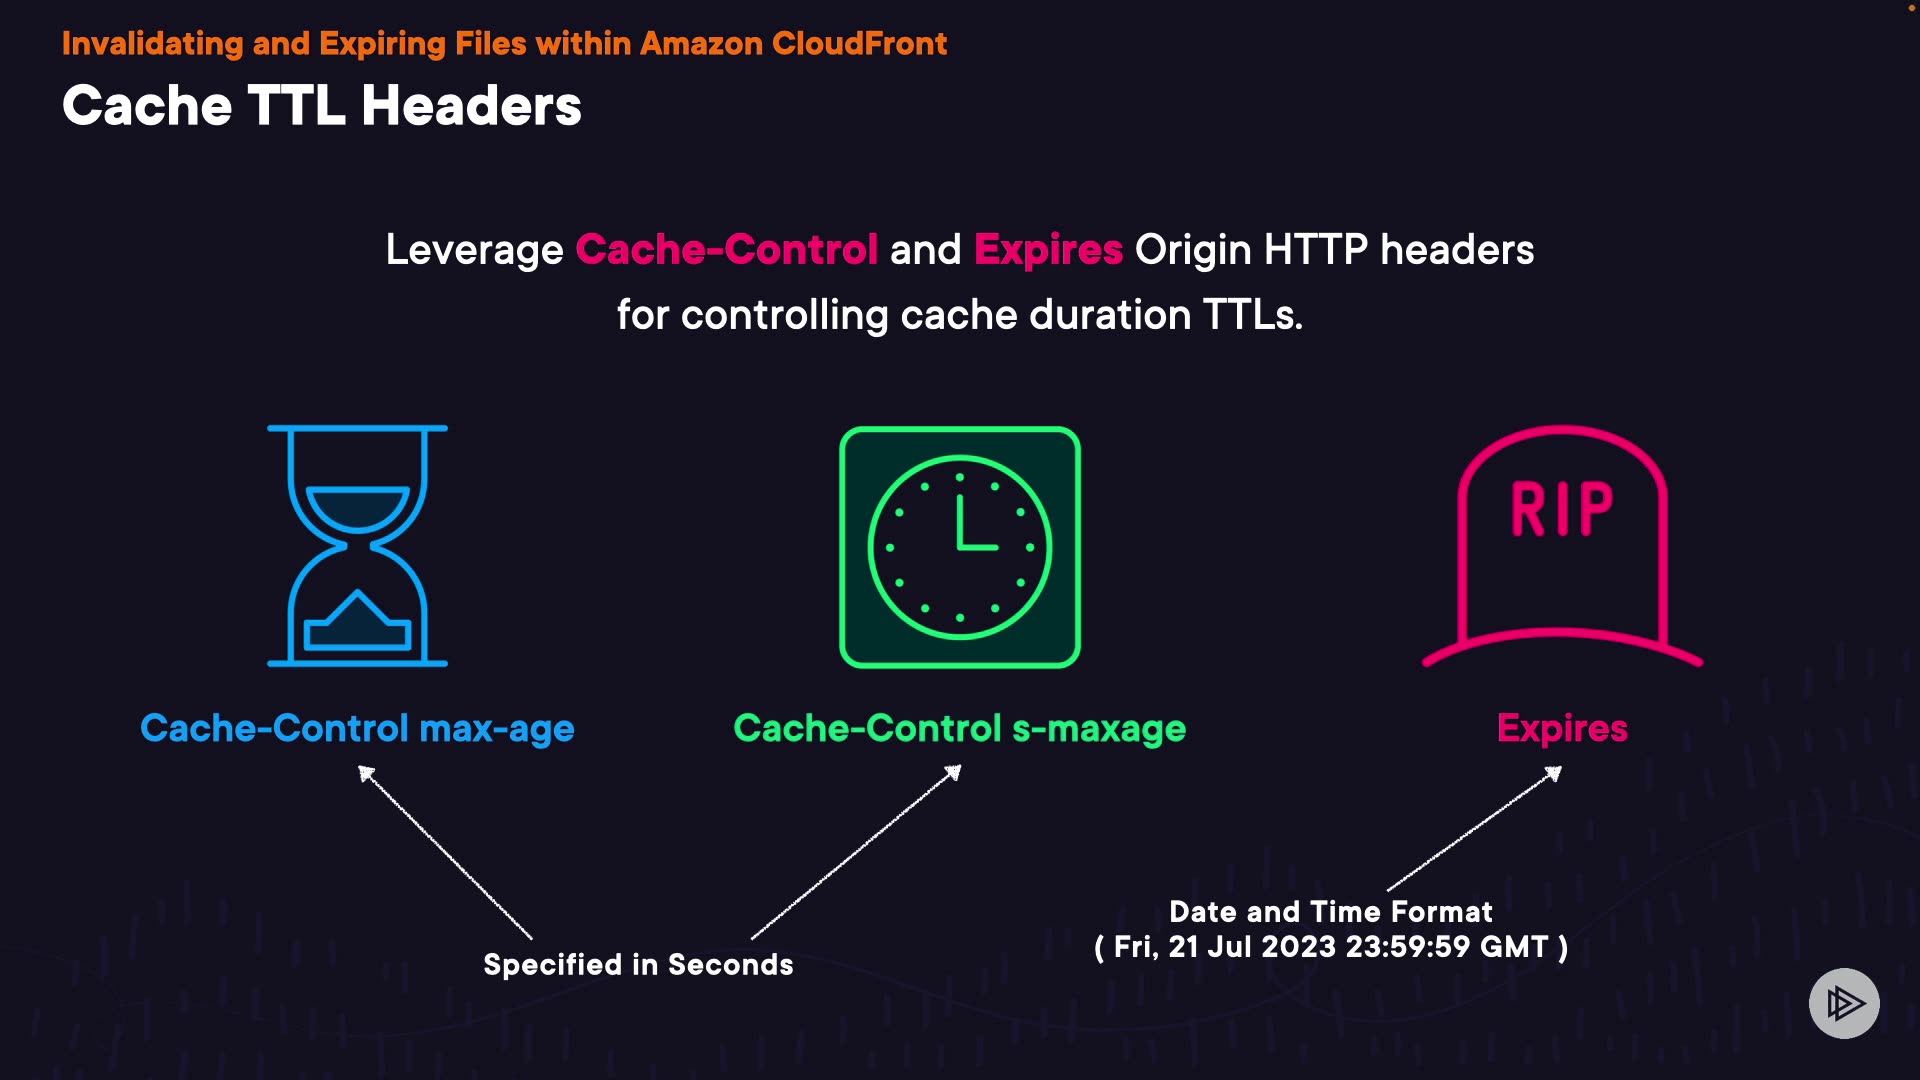 Invalidating and Expiring Files within Amazon CloudFront
Cache TTL Headers
Leverage Cache-Control and Expires Origin HTTP headers
for controlling cache duration TTLs.
RIP
Cache-Control max-age
Cache-Control s-maxage
Expires
Specified in Seconds
Date and Time Format
( Fri, 21 Jul 2023 23:59:59 GMT )